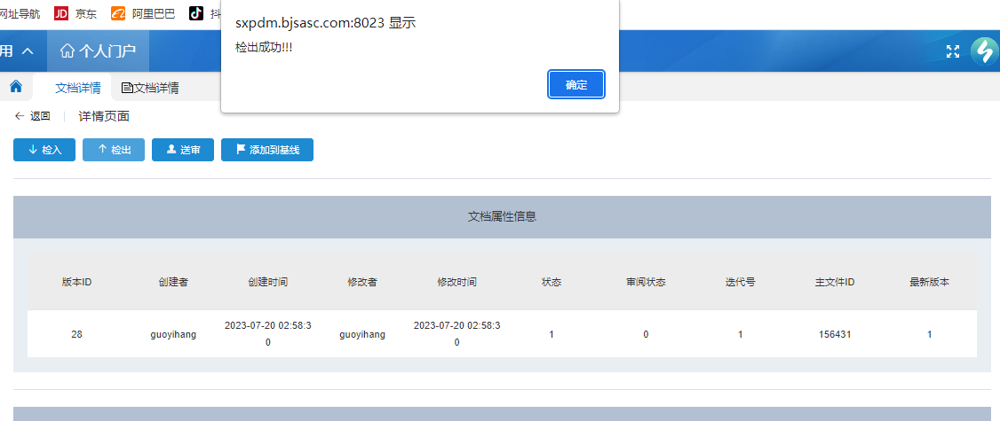 网址导航 京东 阿里巴巴 抖
sxpdm.bjsasc.com:8023 显示
检出成功!!!
确定
用 个人门户
文档详情 文档详情
返回 详情页面
检入 检出 送审 添加到基线
文档属性信息
版本ID 创建者 创建时间 修改者 修改时间 状态 审阅状态 迭代号 主文件ID 最新版本
28 guoyihang 2023-07-20 02:58:3 guoyihang 2023-07-20 02:58:3 1 0 1 156431 1
0 0